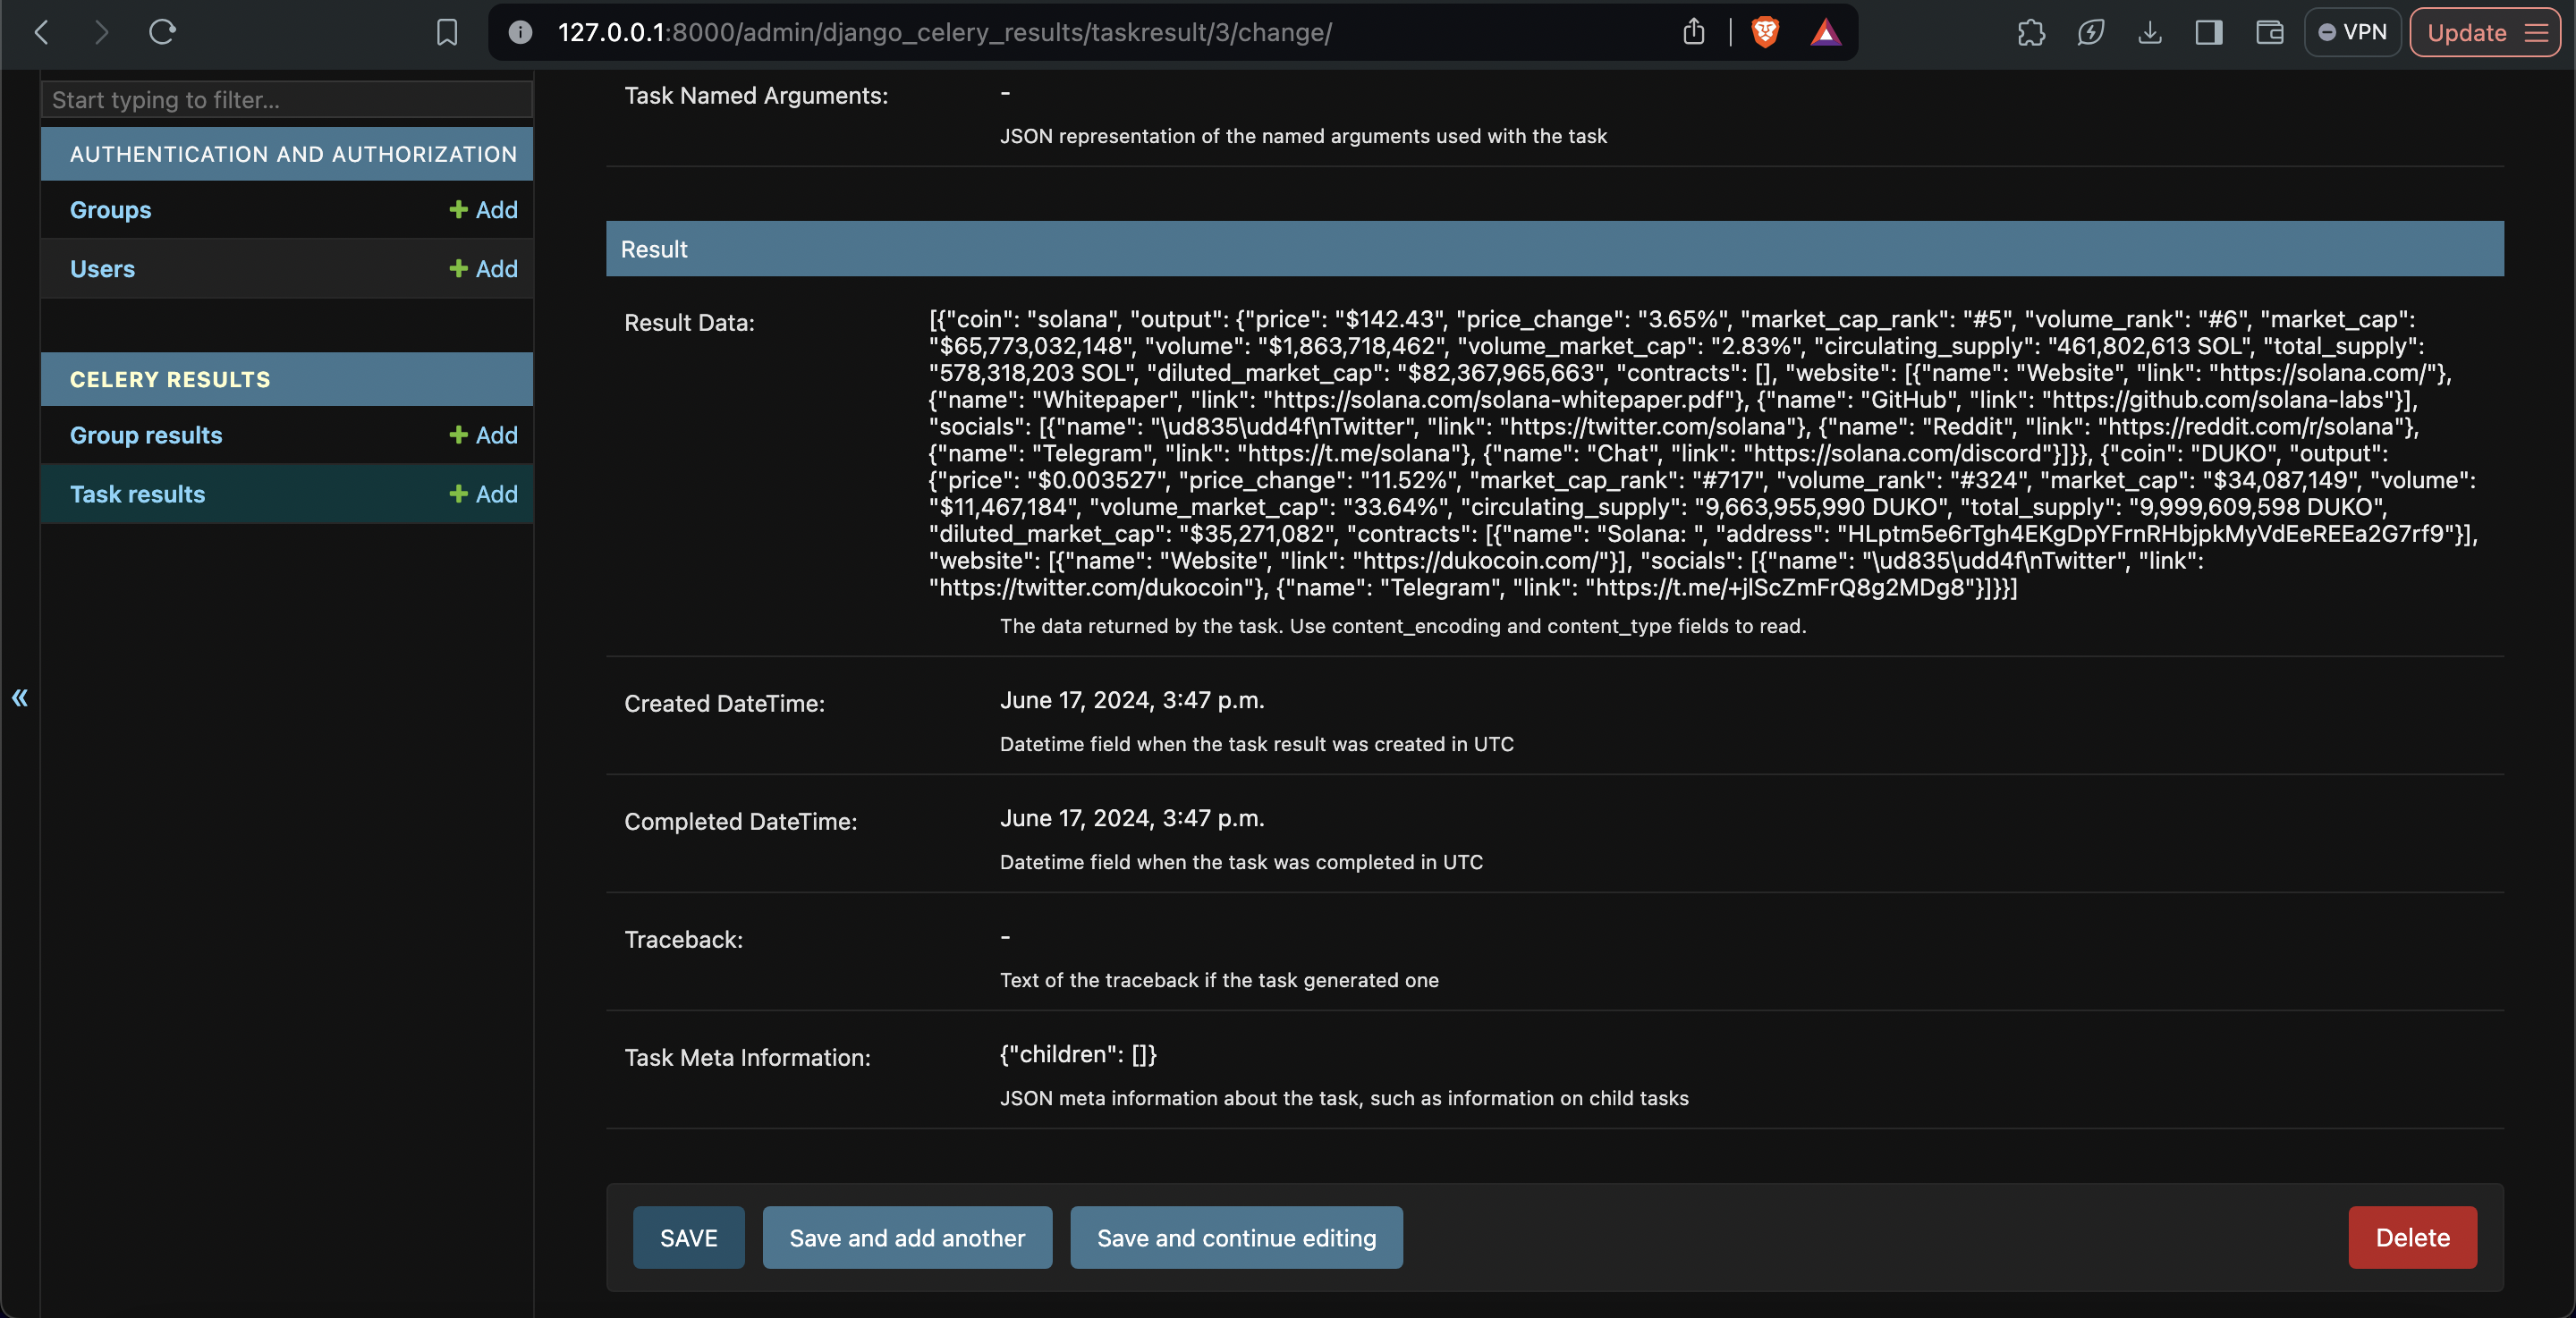 127.0.0.1:8000/admin/django_celery_results/taskresult/3/change/
VPN
Update
Start typing to filter...
AUTHENTICATION AND AUTHORIZATION
Groups + Add
Users + Add
CELERY RESULTS
Group results + Add
Task results + Add
«
Task Named Arguments: -
JSON representation of the named arguments used with the task
Result
Result Data:
[{"coin": "solana", "output": {"price": "$142.43", "price_change": "3.65%", "market_cap_rank": "#5", "volume_rank": "#6", "market_cap":
"$65,773,032,148", "volume": "$1,863,718,462", "volume_market_cap": "2.83%", "circulating_supply": "461,802,613 SOL", "total_supply":
"578,318,203 SOL", "diluted_market_cap": "$82,367,965,663", "contracts": [], "website": [{"name": "Website", "link": "https://solana.com/"},
{"name": "Whitepaper", "link": "https://solana.com/solana-whitepaper.pdf"}, {"name": "GitHub", "link": "https://github.com/solana-labs"}],
"socials": [{"name": "\ud835\udd4f\nTwitter", "link": "https://twitter.com/solana"}, {"name": "Reddit", "link": "https://reddit.com/r/solana"},
{"name": "Telegram", "link": "https://t.me/solana"}, {"name": "Chat", "link": "https://solana.com/discord"}]}}, {"coin": "DUKO", "output":
{"price": "$0.003527", "price_change": "11.52%", "market_cap_rank": "#717", "volume_rank": "#324", "market_cap": "$34,087,149", "volume":
"$11,467,184", "volume_market_cap": "33.64%", "circulating_supply": "9,663,955,990 DUKO", "total_supply": "9,999,609,598 DUKO",
"diluted_market_cap": "$35,271,082", "contracts": [{"name": "Solana: ", "address": "HLptm5e6rTgh4EKgDpYFrnRHbjpkMyVdEeREEa2G7rf9"}],
"website": [{"name": "Website", "link": "https://dukocoin.com/"}], "socials": [{"name": "\ud835\udd4f\nTwitter", "link":
"https://twitter.com/dukocoin"}, {"name": "Telegram", "link": "https://t.me/+jlScZmFrQ8g2MDg8"}]}}]
The data returned by the task. Use content_encoding and content_type fields to read.
Created DateTime: June 17, 2024, 3:47 p.m.
Datetime field when the task result was created in UTC
Completed DateTime: June 17, 2024, 3:47 p.m.
Datetime field when the task was completed in UTC
Traceback: -
Text of the traceback if the task generated one
Task Meta Information: {"children": []}
JSON meta information about the task, such as information on child tasks
SAVE
Save and add another
Save and continue editing
Delete